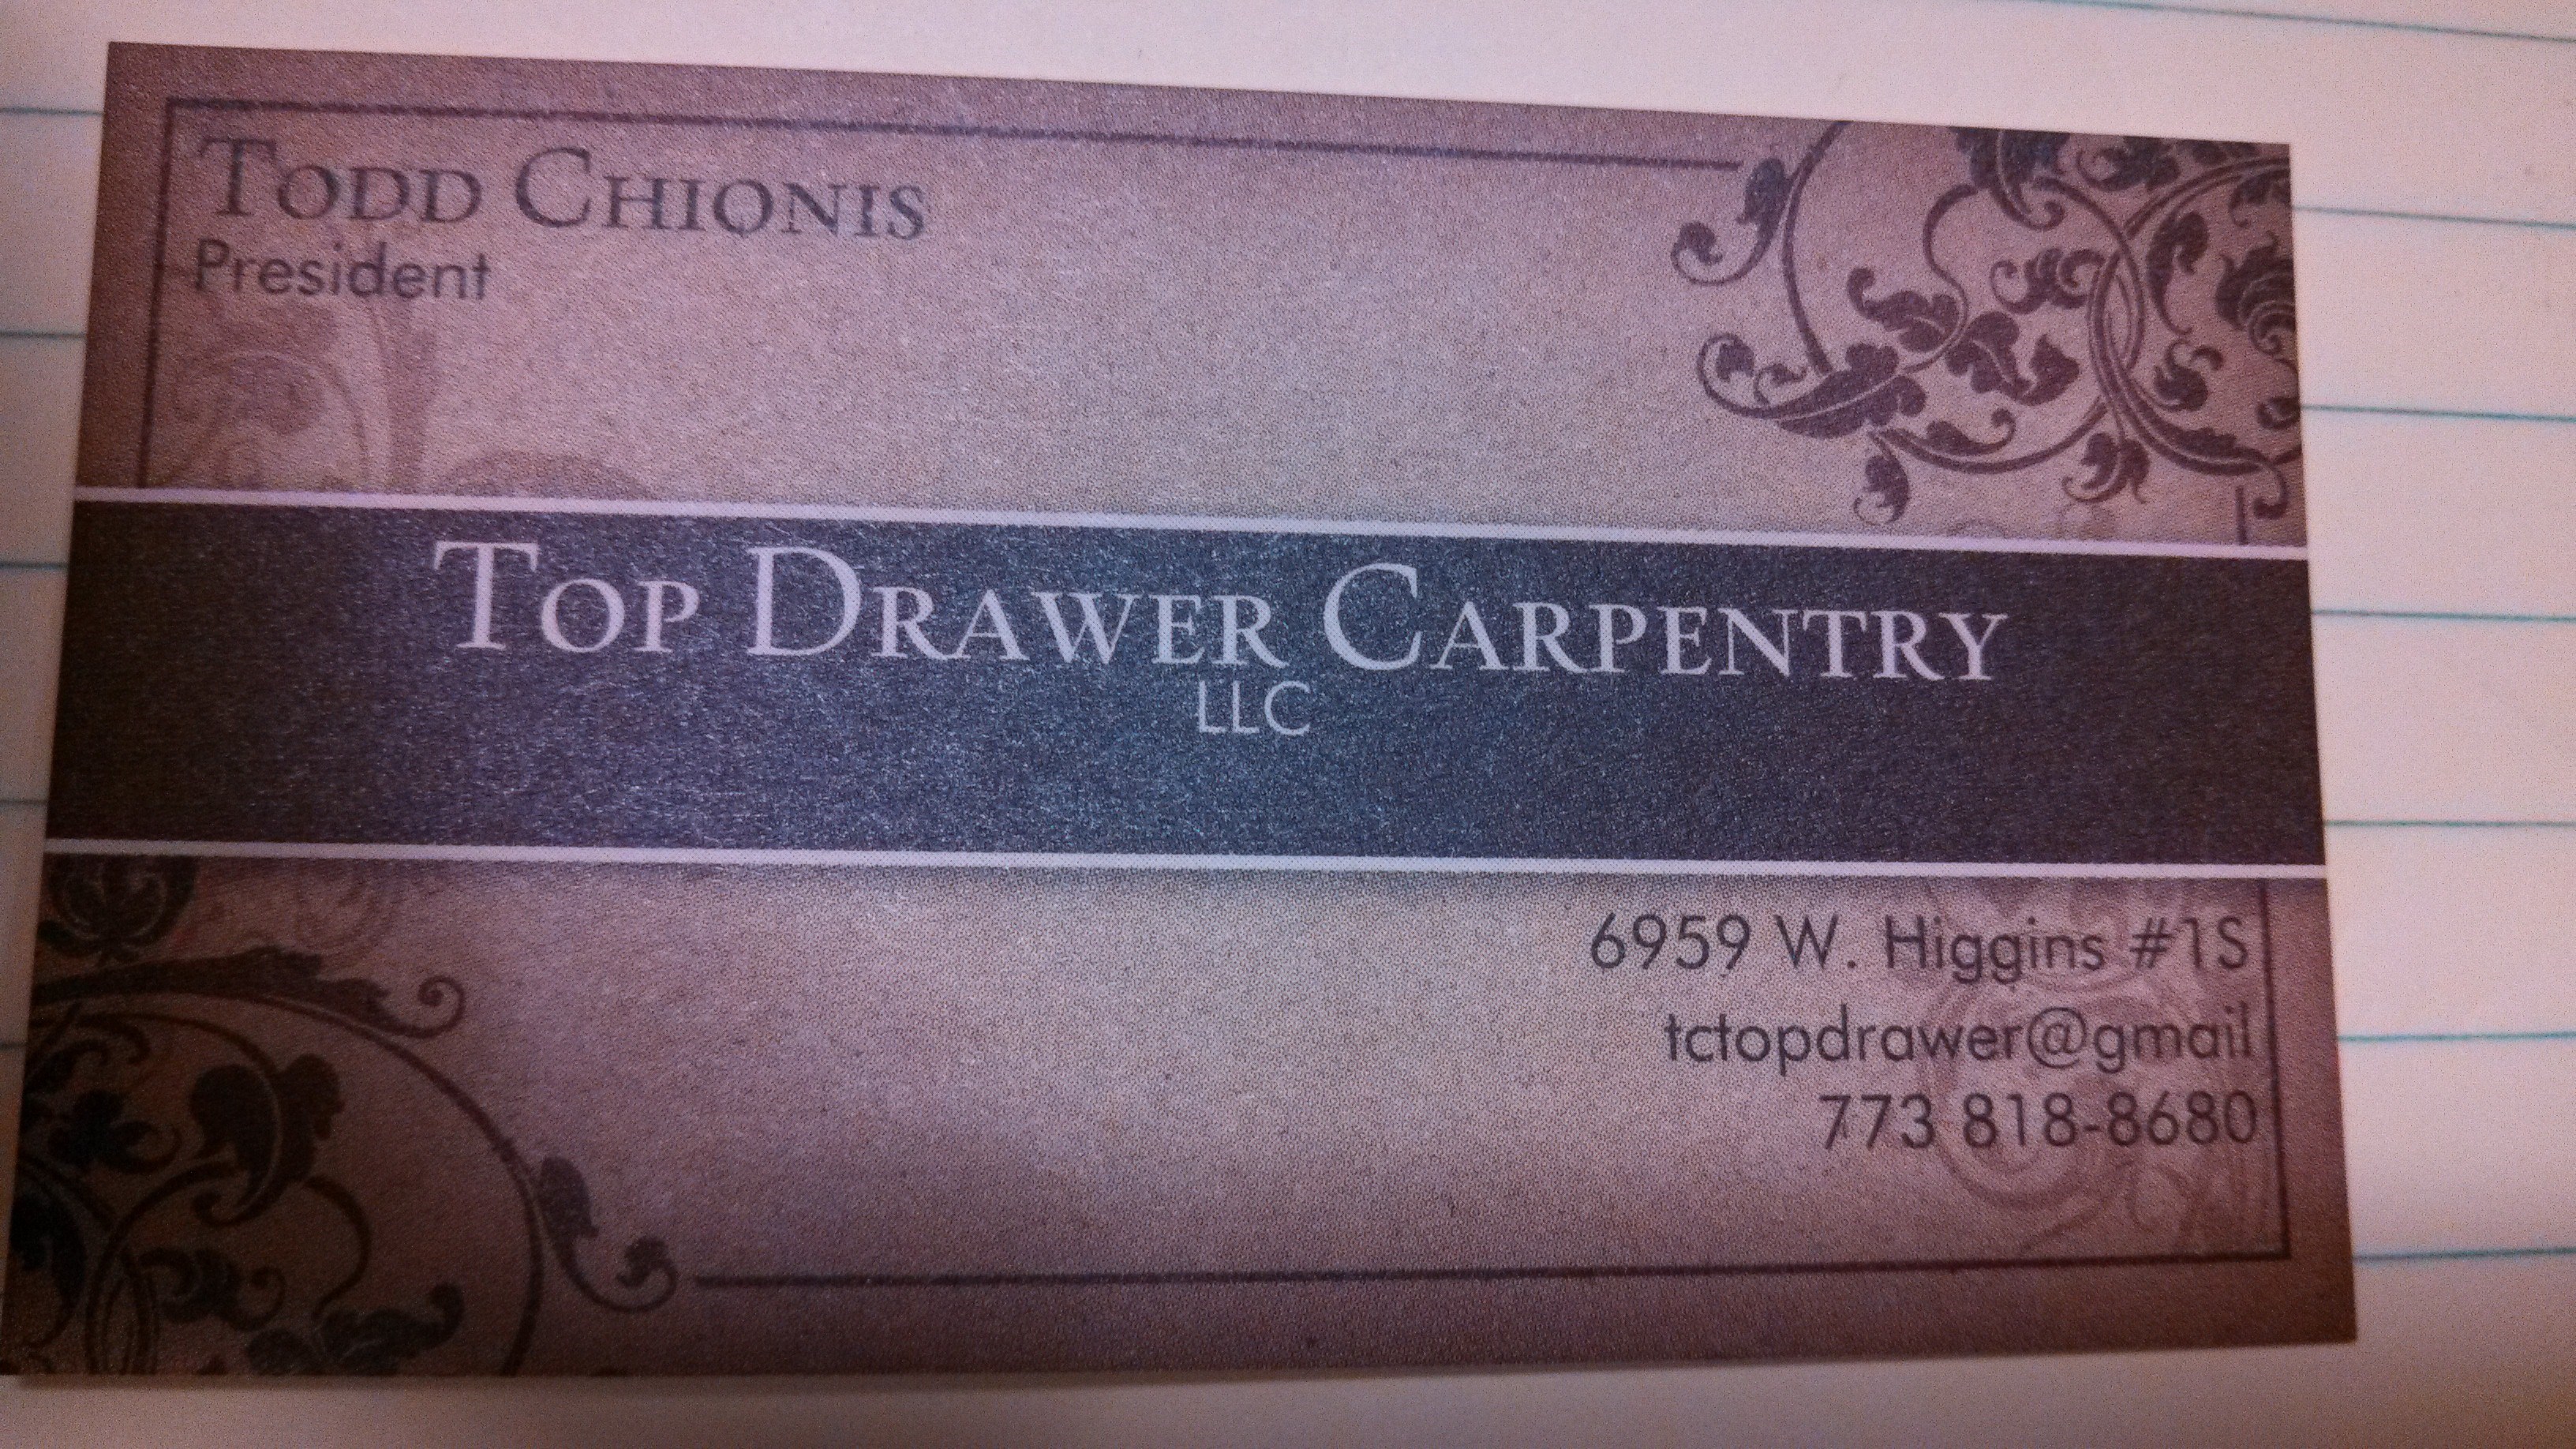 Todd Chionis
President
Top Drawer Carpentry
LLC
6959 W. Higgins #1S
tctopdrawer@gmail
773 818-8680